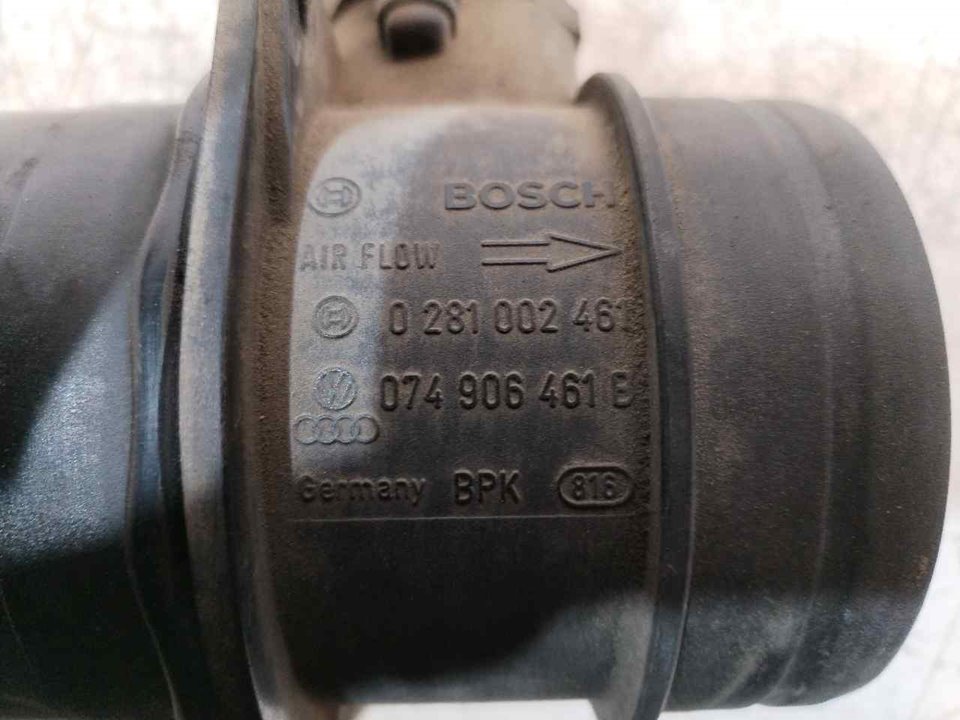 BOSCH
AIR FLOW
0 281 002 461
074 906 461 B
Germany BPK 816